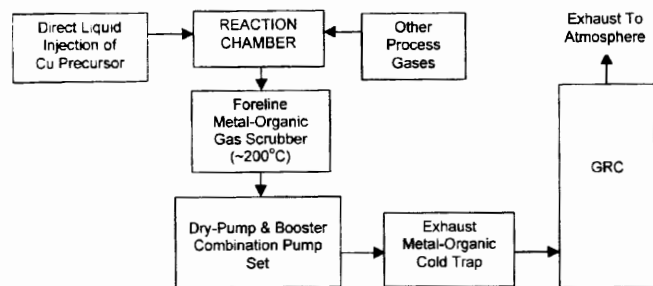 Direct Liquid
Injection of
Cu Precursor
REACTION
CHAMBER
Other
Process
Gases
Exhaust To
Atmosphere
Foreline
Metal-Organic
Gas Scrubber
(~200°C)
GRC
Dry-Pump & Booster
Combination Pump
Set
Exhaust
Metal-Organic
Cold Trap